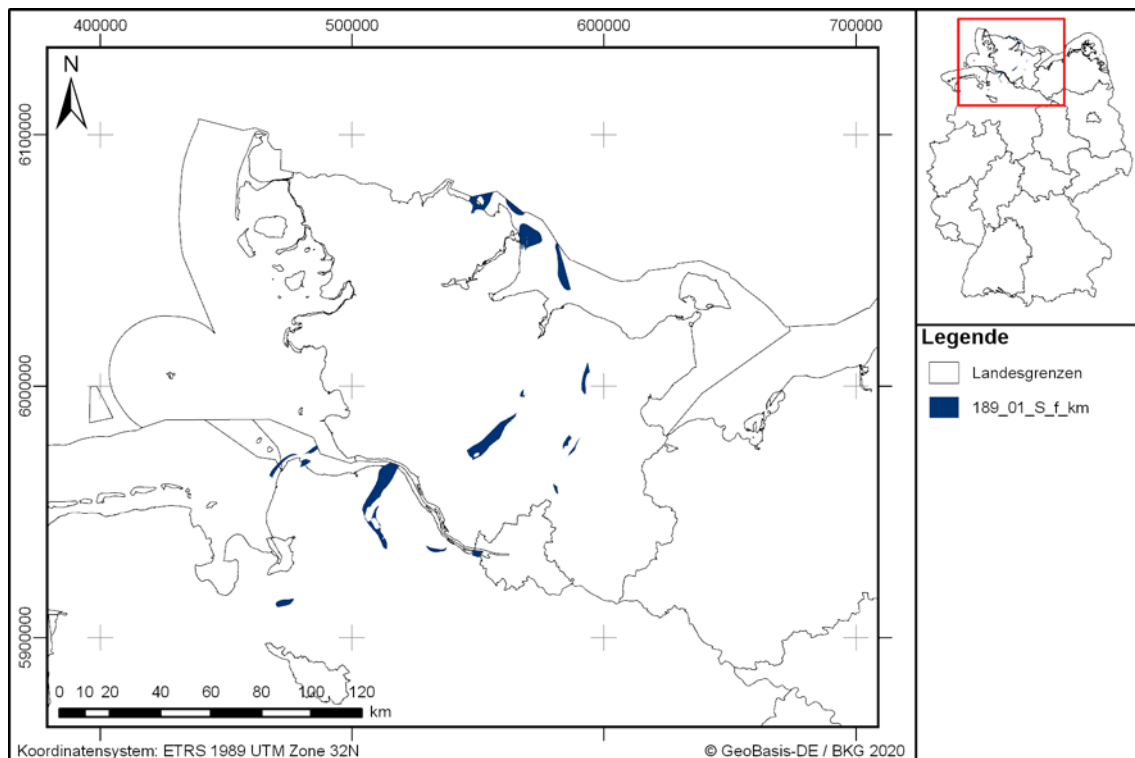 400000 500000 600000 700000
N
6100000
6000000
5900000
0 10 20 40 60 80 100 120
km
Koordinatensystem: ETRS 1989 UTM Zone 32N
© GeoBasis-DE / BKG 2020
Legende
Landesgrenzen
189_01_S_f_km